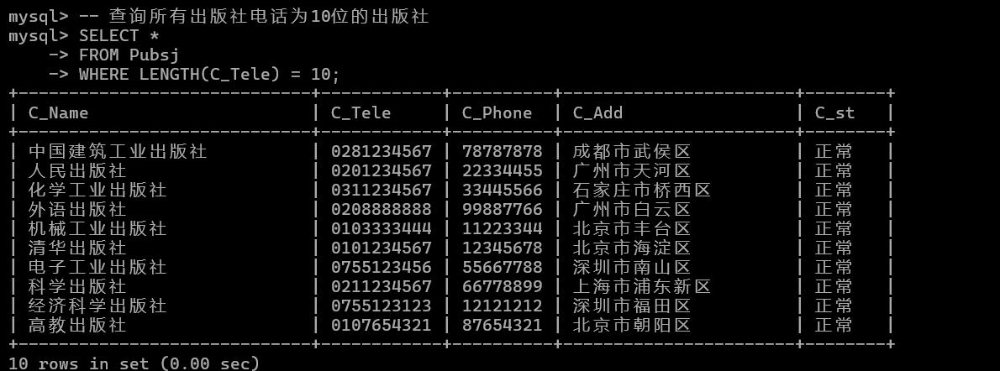 mysql> -- 查询所有出版社电话为10位的出版社
mysql> SELECT *
    -> FROM Pubsj
    -> WHERE LENGTH(C_Tele) = 10;
+-----------------------------+------------+----------+-----------------------+--------+
| C_Name                      | C_Tele     | C_Phone  | C_Add                 | C_st   |
+-----------------------------+------------+----------+-----------------------+--------+
| 中国建筑工业出版社 | 0281234567 | 78787878 | 成都市武侯区 | 正常 |
| 人民出版社 | 0201234567 | 22334455 | 广州市天河区 | 正常 |
| 化学工业出版社 | 0311234567 | 33445566 | 石家庄市桥西区 | 正常 |
| 外语出版社 | 0208888888 | 99887766 | 广州市白云区 | 正常 |
| 机械工业出版社 | 0103333444 | 11223344 | 北京市丰台区 | 正常 |
| 清华出版社 | 0101234567 | 12345678 | 北京市海淀区 | 正常 |
| 电子工业出版社 | 0755123456 | 55667788 | 深圳市南山区 | 正常 |
| 科学出版社 | 0211234567 | 66778899 | 上海市浦东新区 | 正常 |
| 经济科学出版社 | 0755123123 | 12121212 | 深圳市福田区 | 正常 |
| 高教出版社 | 0107654321 | 87654321 | 北京市朝阳区 | 正常 |
+-----------------------------+------------+----------+-----------------------+--------+
10 rows in set (0.00 sec)